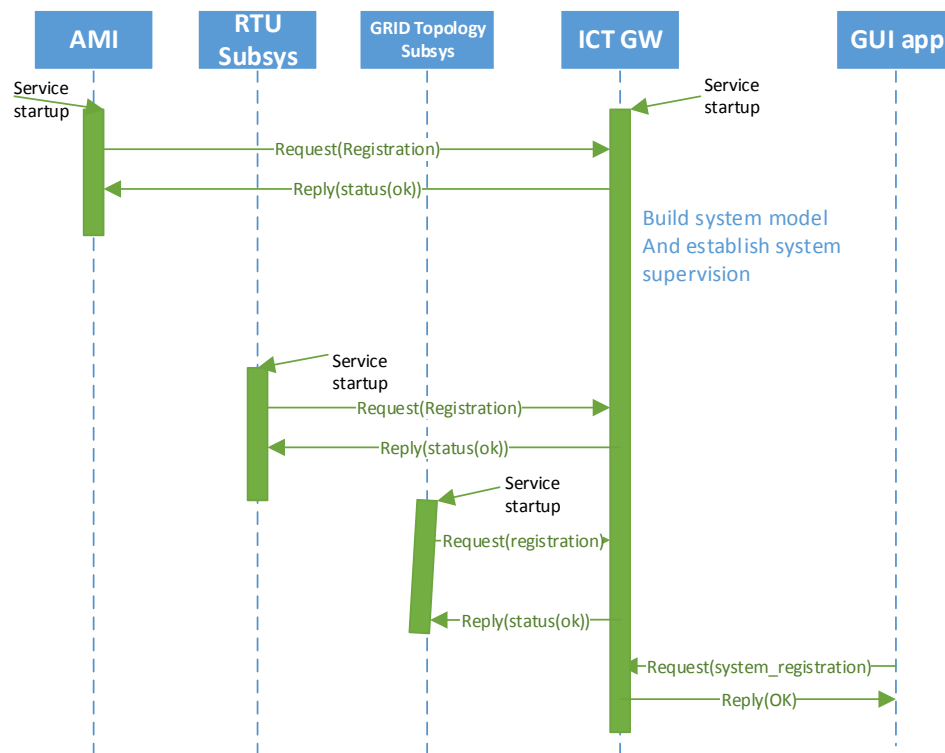 AMI
RTU
Subsys
GRID Topology
Subsys
ICT GW
GUI app
Service
startup
Service
startup
Request(Registration)
Reply(status(ok))
Build system model
And establish system
supervision
Service
startup
Request(Registration)
Reply(status(ok))
Service
startup
Request(registration)
Reply(status(ok))
Request(system_registration)
Reply(OK)